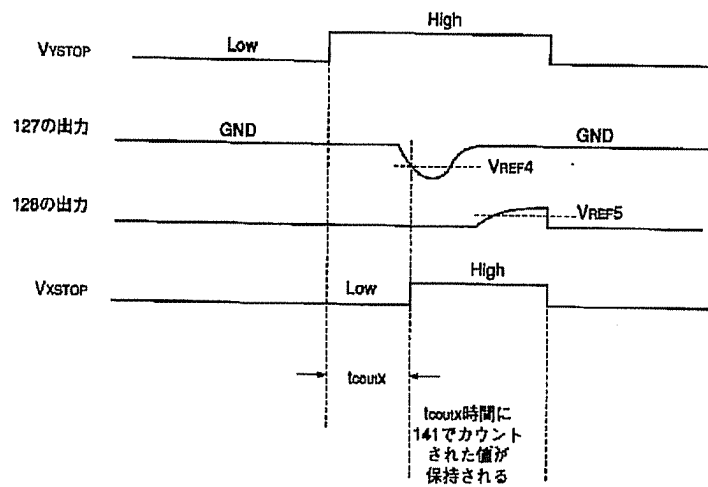 High
VYSTOP
Low
127の出力
GND
GND
VREF4
128の出力
VREF5
High
VXSTOP
Low
tcoutx
tcoutx時間に
141でカウント
された値が
保持される